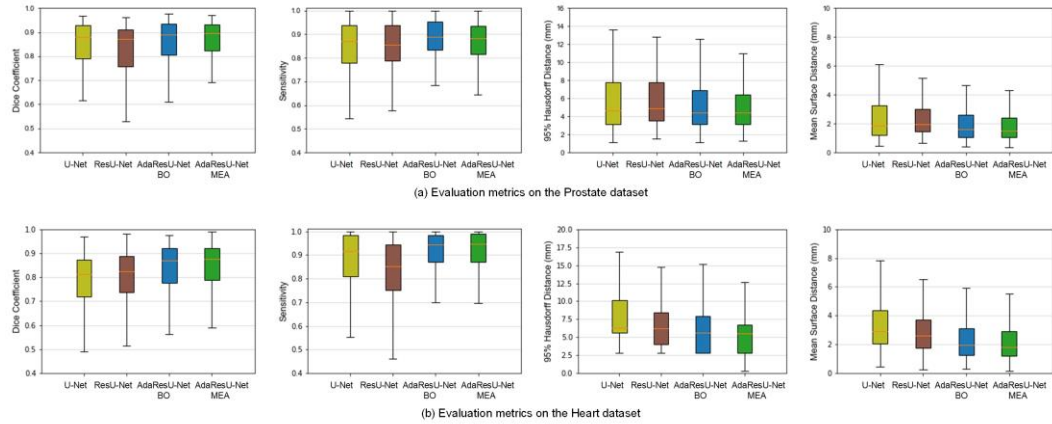 Dice Coefficient
1.0
0.9
0.8
0.7
0.6
0.5
0.4
U-Net ResU-Net AdaResU-Net AdaResU-Net
BO MEA
Sensitivity
1.0
0.9
0.8
0.7
0.6
0.5
0.4
U-Net ResU-Net AdaResU-Net AdaResU-Net
BO MEA
95% Hausdorff Distance (mm)
16
14
12
10
8
6
4
2
0
U-Net ResU-Net AdaResU-Net AdaResU-Net
BO MEA
Mean Surface Distance (mm)
10
8
6
4
2
0
U-Net ResU-Net AdaResU-Net AdaResU-Net
BO MEA
(a) Evaluation metrics on the Prostate dataset
Dice Coefficient
1.0
0.9
0.8
0.7
0.6
0.5
0.4
U-Net ResU-Net AdaResU-Net AdaResU-Net
BO MEA
Sensitivity
1.0
0.9
0.8
0.7
0.6
0.5
0.4
U-Net ResU-Net AdaResU-Net AdaResU-Net
BO MEA
95% Hausdorff Distance (mm)
20.0
17.5
15.0
12.5
10.0
7.5
5.0
2.5
0.0
U-Net ResU-Net AdaResU-Net AdaResU-Net
BO MEA
Mean Surface Distance (mm)
10
8
6
4
2
0
U-Net ResU-Net AdaResU-Net AdaResU-Net
BO MEA
(b) Evaluation metrics on the Heart dataset